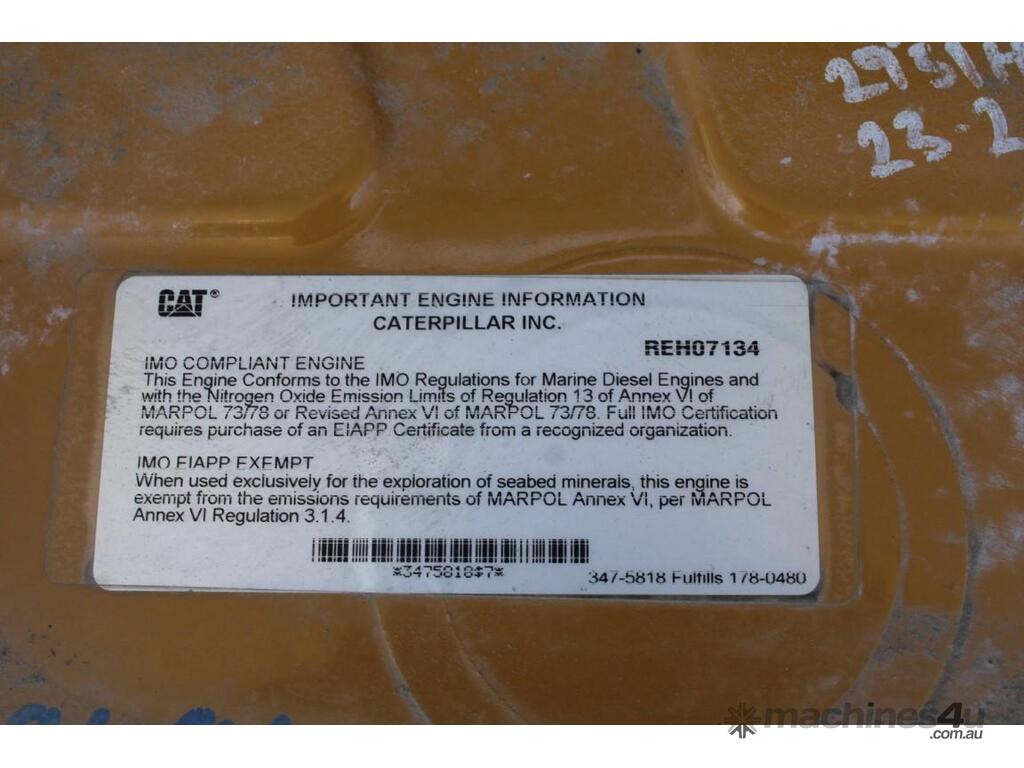 2951H
23-2
CAT®
IMPORTANT ENGINE INFORMATION
CATERPILLAR INC.
REH07134
IMO COMPLIANT ENGINE
This Engine Conforms to the IMO Regulations for Marine Diesel Engines and
with the Nitrogen Oxide Emission Limits of Regulation 13 of Annex VI of
MARPOL 73/78 or Revised Annex VI of MARPOL 73/78. Full IMO Certification
requires purchase of an EIAPP Certificate from a recognized organization.
IMO EIAPP EXEMPT
When used exclusively for the exploration of seabed minerals, this engine is
exempt from the emissions requirements of MARPOL Annex VI, per MARPOL
Annex VI Regulation 3.1.4.
*3475818‡7*
347-5818 Fulfills 178-0480
machines4u
.com.au